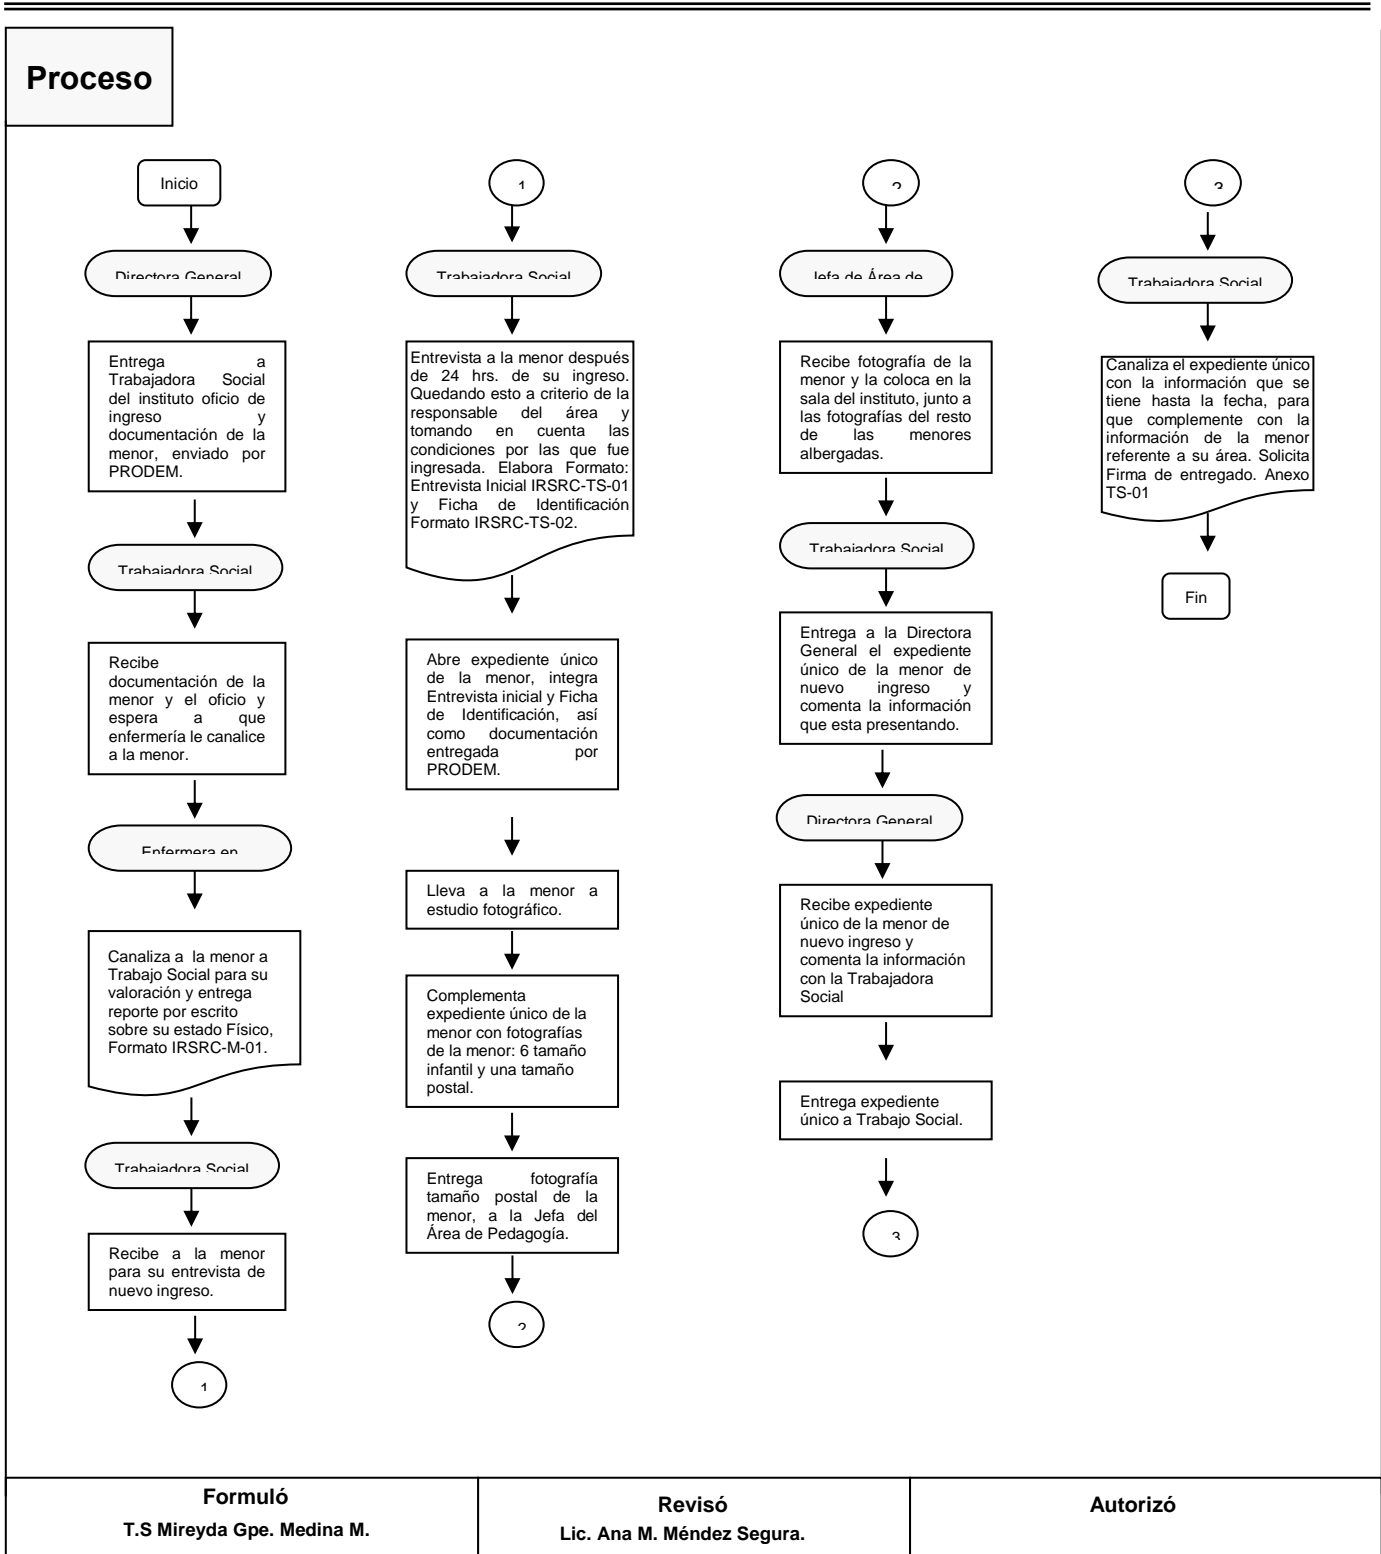 Proceso
Inicio
Directora General
Entrega a
Trabajadora Social
del instituto oficio de
ingreso y
documentación de la
menor, enviado por
PRODEM.
Trabajadora Social
Recibe
documentación de la
menor y el oficio y
espera a que
enfermería le canalice
a la menor.
Enfermera en
Canaliza a la menor a
Trabajo Social para su
valoración y entrega
reporte por escrito
sobre su estado Físico,
Formato IRSRC-M-01.
Trabajadora Social
Recibe a la menor
para su entrevista de
nuevo ingreso.
1
1
Trabajadora Social
Entrevista a la menor después
de 24 hrs. de su ingreso.
Quedando esto a criterio de la
responsable del área y
tomando en cuenta las
condiciones por las que fue
ingresada. Elabora Formato:
Entrevista Inicial IRSRC-TS-01
y Ficha de Identificación
Formato IRSRC-TS-02.
Abre expediente único
de la menor, integra
Entrevista inicial y Ficha
de Identificación, así
como documentación
entregada por
PRODEM.
Lleva a la menor a
estudio fotográfico.
Complementa
expediente único de la
menor con fotografías
de la menor: 6 tamaño
infantil y una tamaño
postal.
Entrega fotografía
tamaño postal de la
menor, a la Jefa del
Área de Pedagogía.
2
2
Jefa de Área de
Recibe fotografía de la
menor y la coloca en la
sala del instituto, junto a
las fotografías del resto
de las menores
albergadas.
Trabajadora Social
Entrega a la Directora
General el expediente
único de la menor de
nuevo ingreso y
comenta la información
que esta presentando.
Directora General
Recibe expediente
único de la menor de
nuevo ingreso y
comenta la información
con la Trabajadora
Social
Entrega expediente
único a Trabajo Social.
3
3
Trabajadora Social
Canaliza el expediente único
con la información que se
tiene hasta la fecha, para
que complemente con la
información de la menor
referente a su área. Solicita
Firma de entregado. Anexo
TS-01
Fin
Formuló
T.S Mireyda Gpe. Medina M.
Revisó
Lic. Ana M. Méndez Segura.
Autorizó